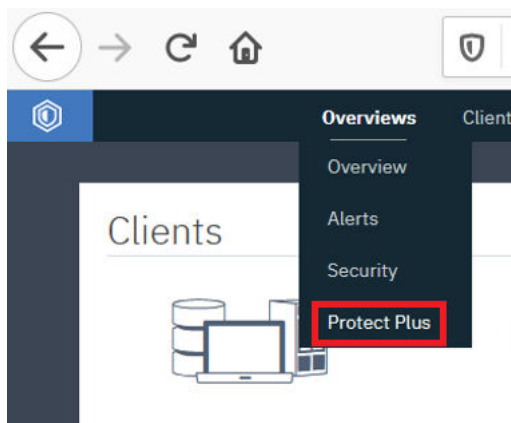 Overviews Client
Overview
Alerts
Clients
Security
Protect Plus